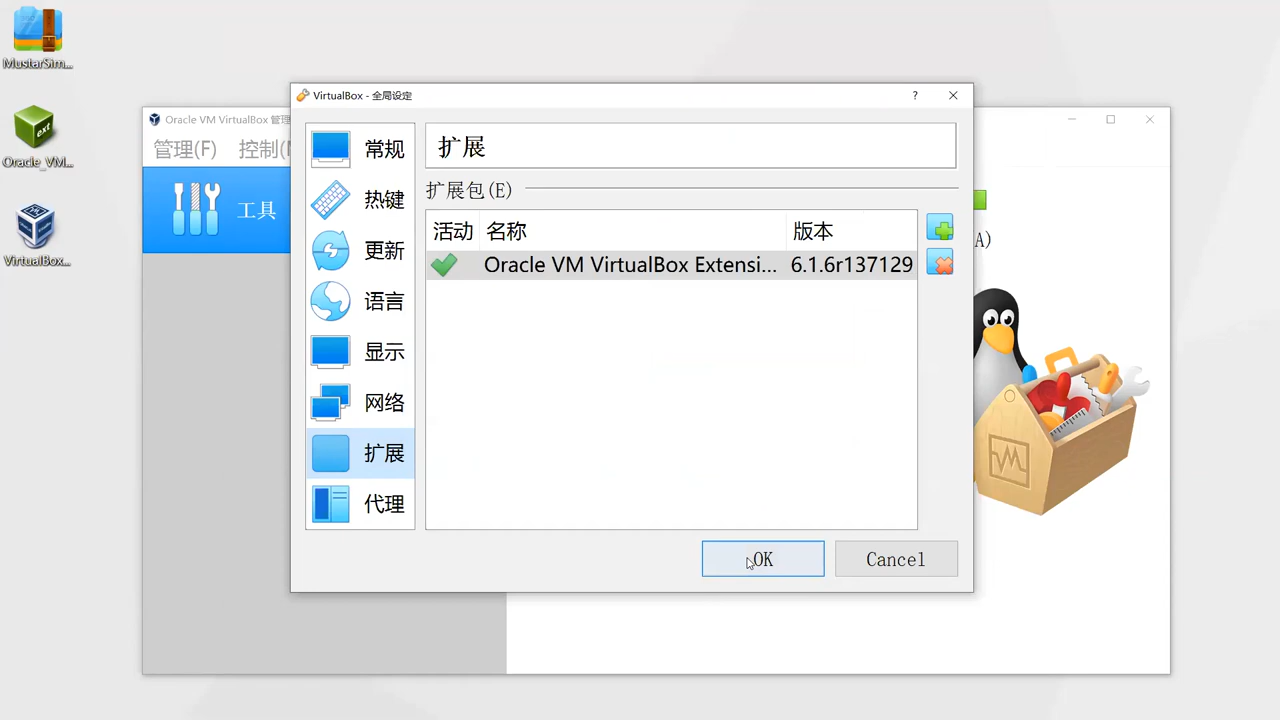 MustarSim...
Oracle_VM...
VirtualBox...
Oracle VM VirtualBox 管理
管理(F) 控制(
工具
A)
VirtualBox - 全局设定
?
常规
热键
更新
语言
显示
网络
扩展
代理
扩展
扩展包(E)
活动 名称 版本
Oracle VM VirtualBox Extensi... 6.1.6r137129
OK Cancel
ext